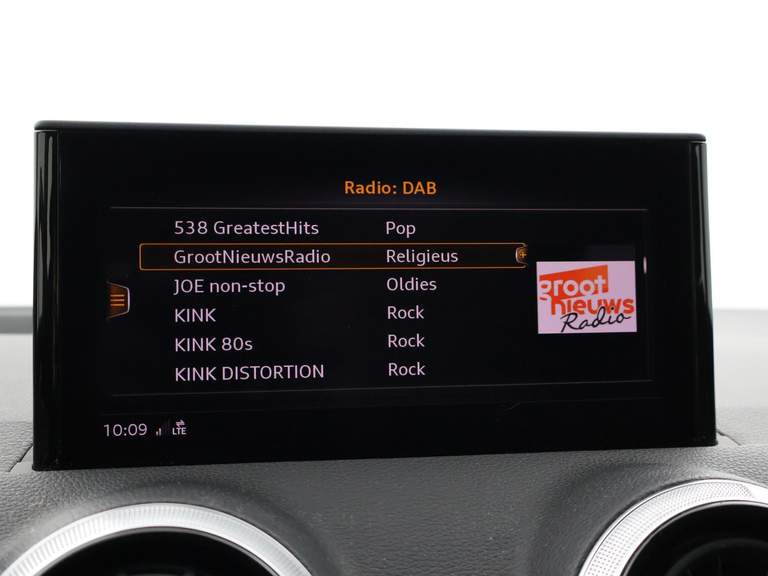 Radio: DAB
538 GreatestHits Pop
GrootNieuwsRadio Religieus
JOE non-stop Oldies
KINK Rock
KINK 80s Rock
KINK DISTORTION Rock
groot
nieuws
Radio
10:09 LTE